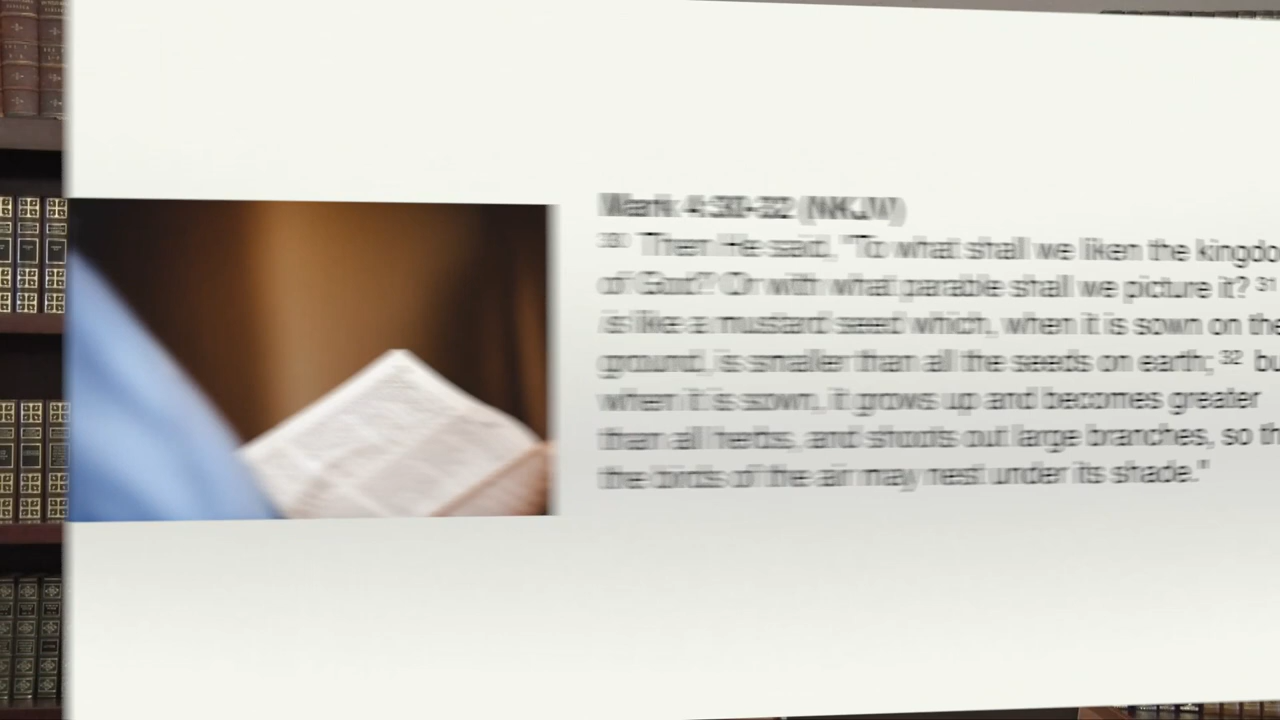 Mark 4:30-32 (NKJV)
30 Then He said, "To what shall we liken the kingdo
of God? Or with what parable shall we picture it? 31
is like a mustard seed which, when it is sown on the
ground, is smaller than all the seeds on earth; 32 bu
when it is sown, it grows up and becomes greater
than all herbs, and shoots out large branches, so th
the birds of the air may nest under its shade."